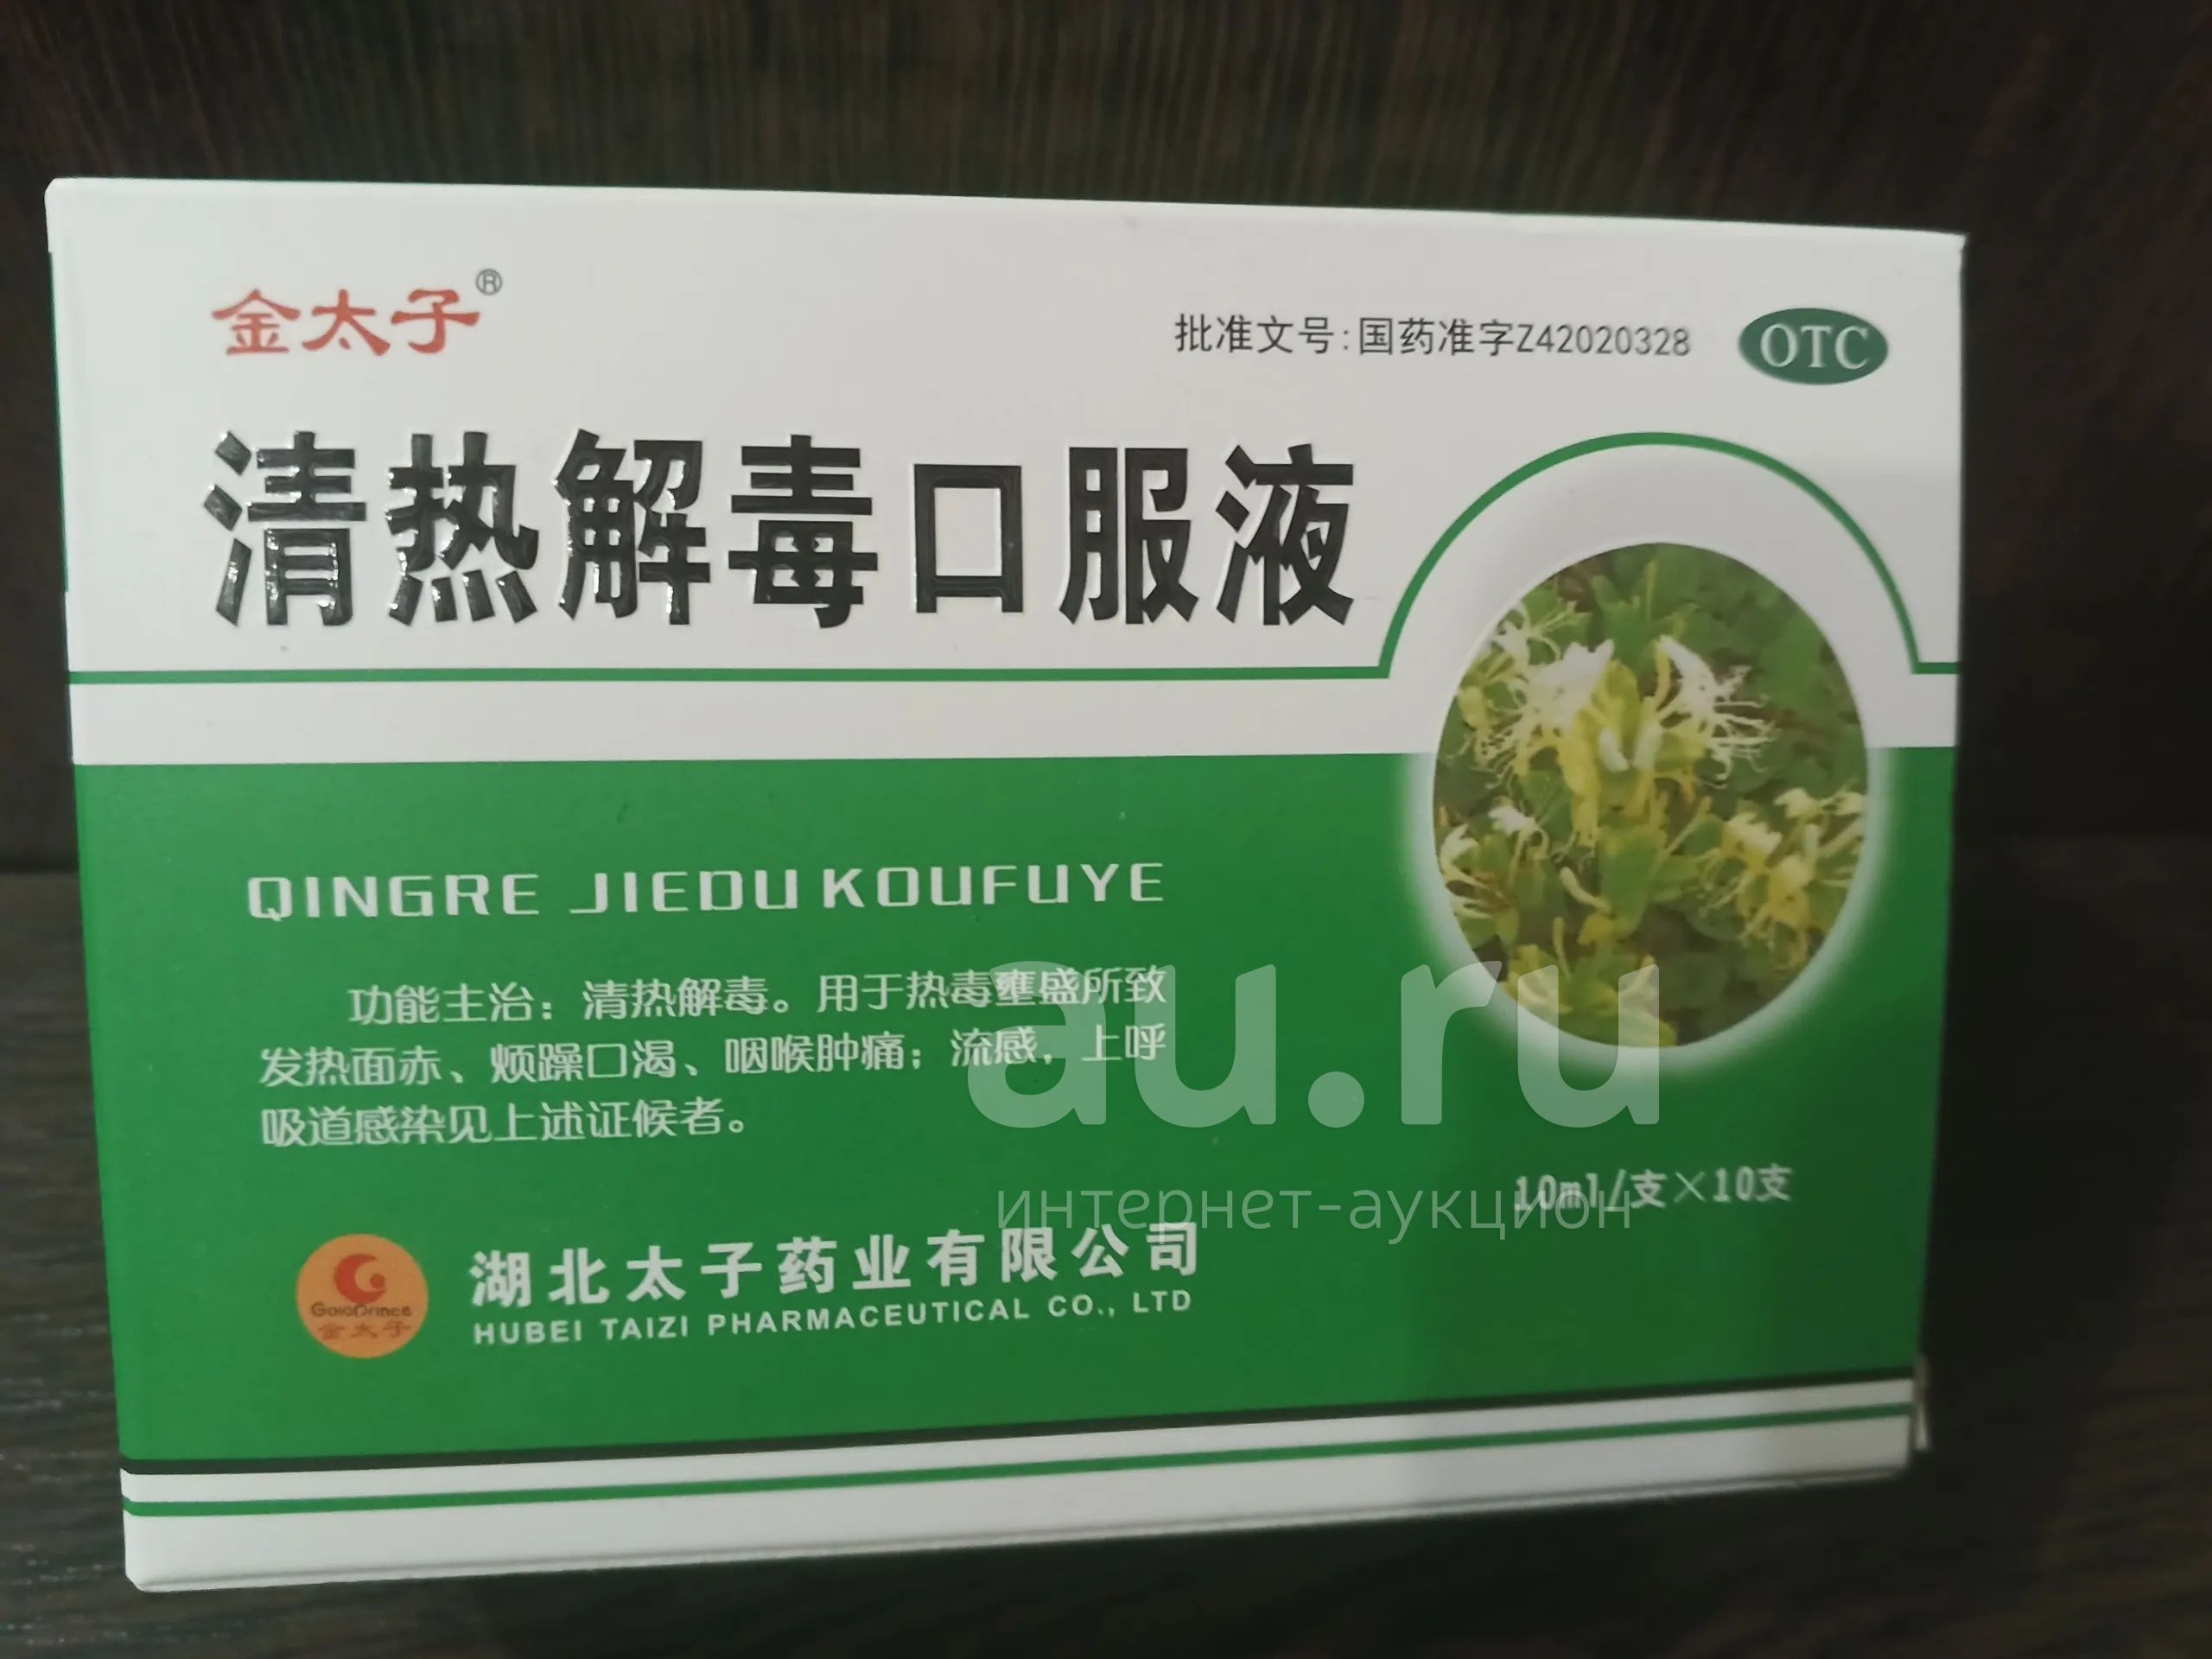 金太子®
批准文号:国药准字Z42020328
OTC
清热解毒口服液
QINGRE JIEDU KOUFUYE
功能主治：清热解毒。用于热毒壅盛所致
发热面赤、烦躁口渴、咽喉肿痛；流感，上呼
吸道感染见上述证候者。
au.ru
интернет-аукцион
10ml/支×10支
GoldPrince
金太子
湖北太子药业有限公司
HUBEI TAIZI PHARMACEUTICAL CO., LTD